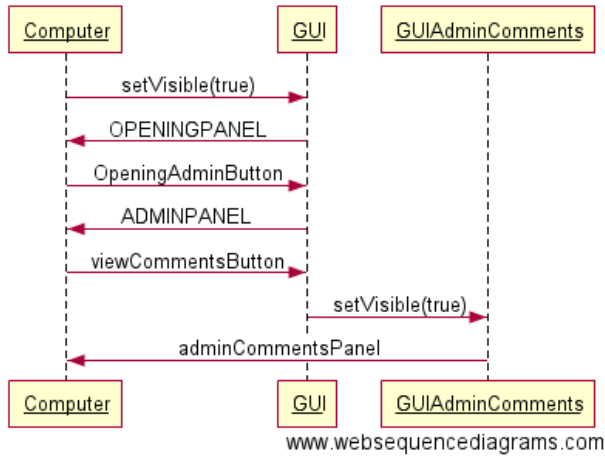 Computer GUI GUIAdminComments
setVisible(true)
OPENINGPANEL
OpeningAdminButton
ADMINPANEL
viewCommentsButton
setVisible(true)
adminCommentsPanel
Computer GUI GUIAdminComments
www.websequencediagrams.com